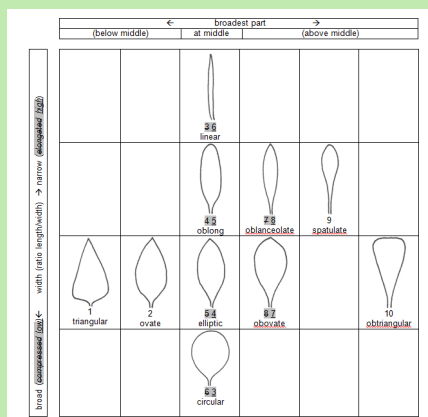 ← broadest part →
(below middle) at middle (above middle)
broad (compressed low) ← width (ratio length/width) → narrow (elongated high)
3 6
linear
4 5
oblong
7 8
oblanceolate
9
spatulate
1
triangular
2
ovate
5 4
elliptic
8 7
obovate
10
obtriangular
6 3
circular